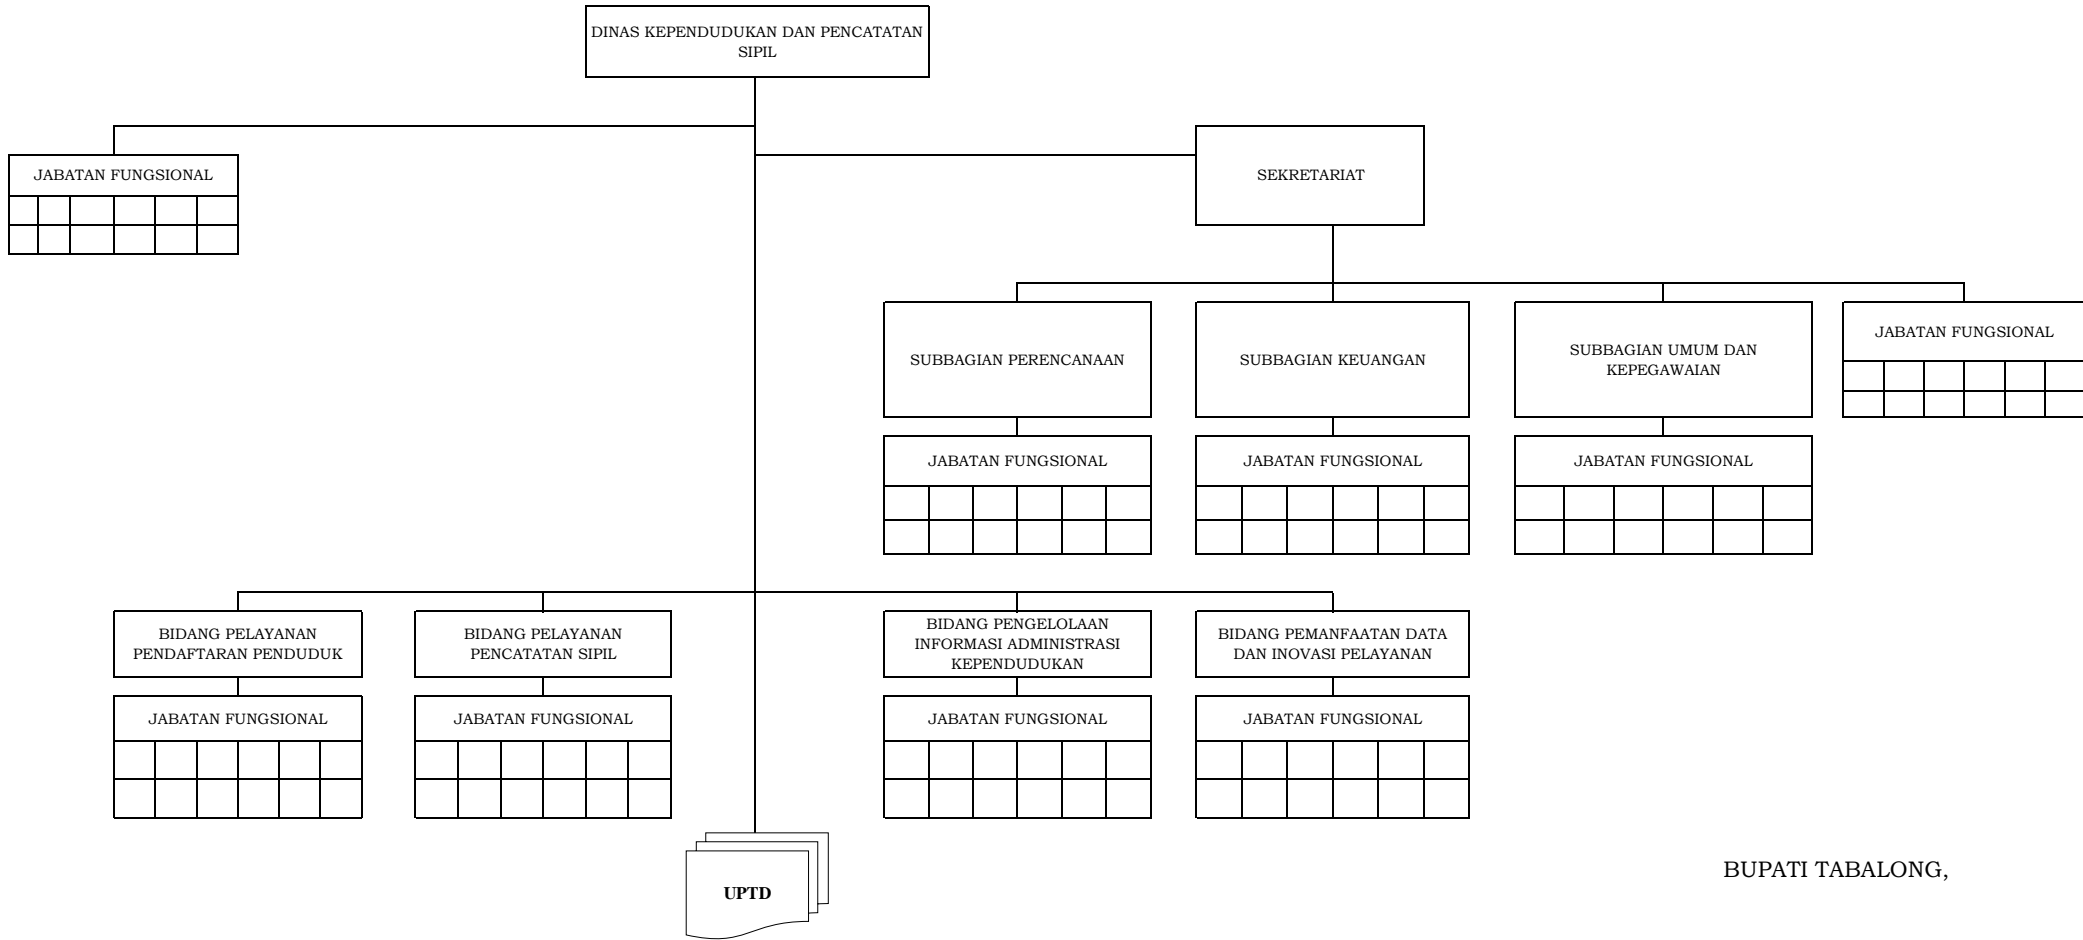 DINAS KEPENDUDUKAN DAN PENCATATAN
SIPIL
JABATAN FUNGSIONAL
SEKRETARIAT
SUBBAGIAN PERENCANAAN
SUBBAGIAN KEUANGAN
SUBBAGIAN UMUM DAN
KEPEGAWAIAN
JABATAN FUNGSIONAL
JABATAN FUNGSIONAL
JABATAN FUNGSIONAL
JABATAN FUNGSIONAL
BIDANG PELAYANAN
PENDAFTARAN PENDUDUK
BIDANG PELAYANAN
PENCATATAN SIPIL
BIDANG PENGELOLAAN
INFORMASI ADMINISTRASI
KEPENDUDUKAN
BIDANG PEMANFAATAN DATA
DAN INOVASI PELAYANAN
JABATAN FUNGSIONAL
JABATAN FUNGSIONAL
JABATAN FUNGSIONAL
JABATAN FUNGSIONAL
UPTD
BUPATI TABALONG,